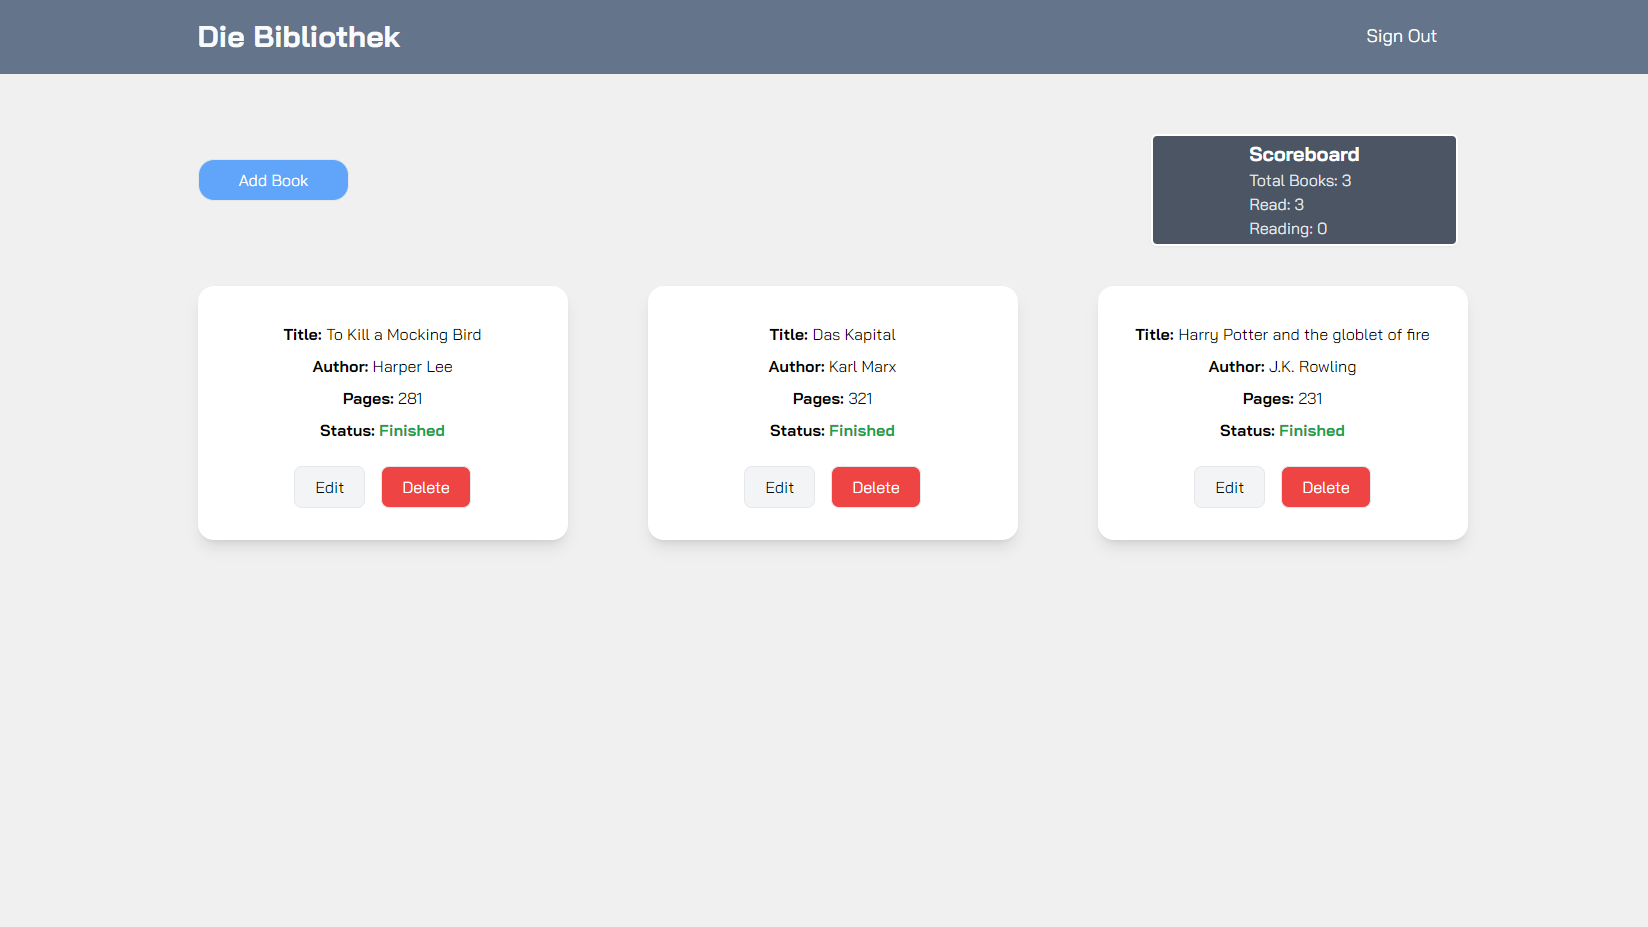 Die Bibliothek
Sign Out
Add Book
Scoreboard
Total Books: 3
Read: 3
Reading: 0
Title: To Kill a Mocking Bird
Author: Harper Lee
Pages: 281
Status: Finished
Edit
Delete
Title: Das Kapital
Author: Karl Marx
Pages: 321
Status: Finished
Edit
Delete
Title: Harry Potter and the globlet of fire
Author: J.K. Rowling
Pages: 231
Status: Finished
Edit
Delete